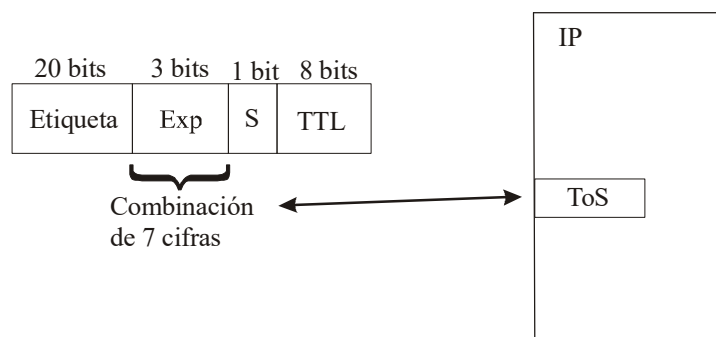 IP
20 bits 3 bits 1 bit 8 bits
Etiqueta Exp S TTL
ToS
Combinación
de 7 cifras